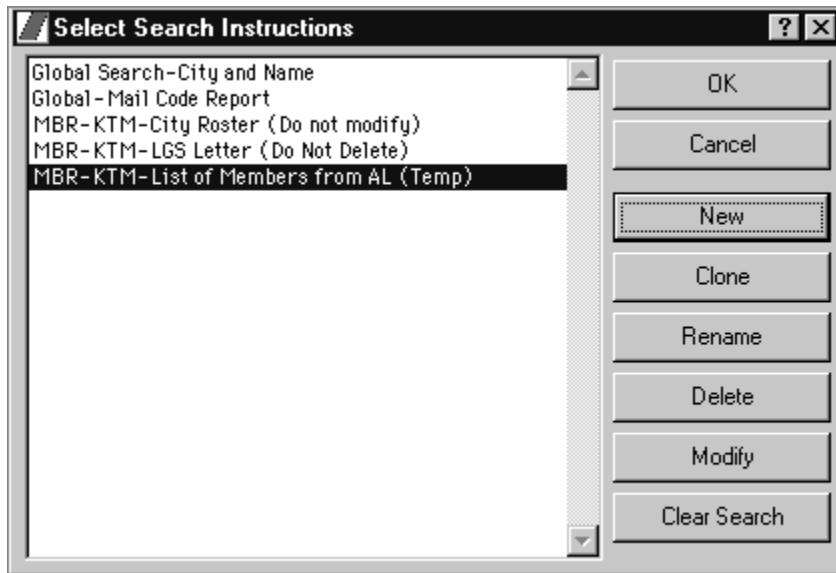 Select Search Instructions
Global Search-City and Name
Global-Mail Code Report
MBR-KTM-City Roster (Do not modify)
MBR-KTM-LGS Letter (Do Not Delete)
MBR-KTM-List of Members from AL (Temp)
OK
Cancel
New
Clone
Rename
Delete
Modify
Clear Search